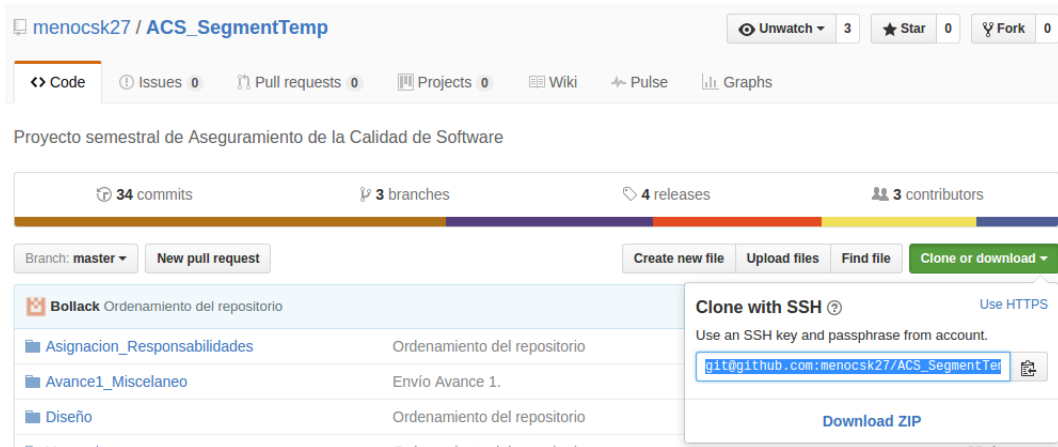 menocsk27 / ACS_SegmentTemp
Unwatch 3 Star 0 Fork 0
Code Issues 0 Pull requests 0 Projects 0 Wiki Pulse Graphs
Proyecto semestral de Aseguramiento de la Calidad de Software
34 commits 3 branches 4 releases 3 contributors
Branch: master New pull request Create new file Upload files Find file Clone or download
Bollack Ordenamiento del repositorio
Asignacion_Responsabilidades Ordenamiento del repositorio
Avance1_Miscelaneo Envío Avance 1.
Diseño Ordenamiento del repositorio
Clone with SSH ? Use HTTPS
Use an SSH key and passphrase from account.
git@github.com:menocsk27/ACS_SegmentTem
Download ZIP